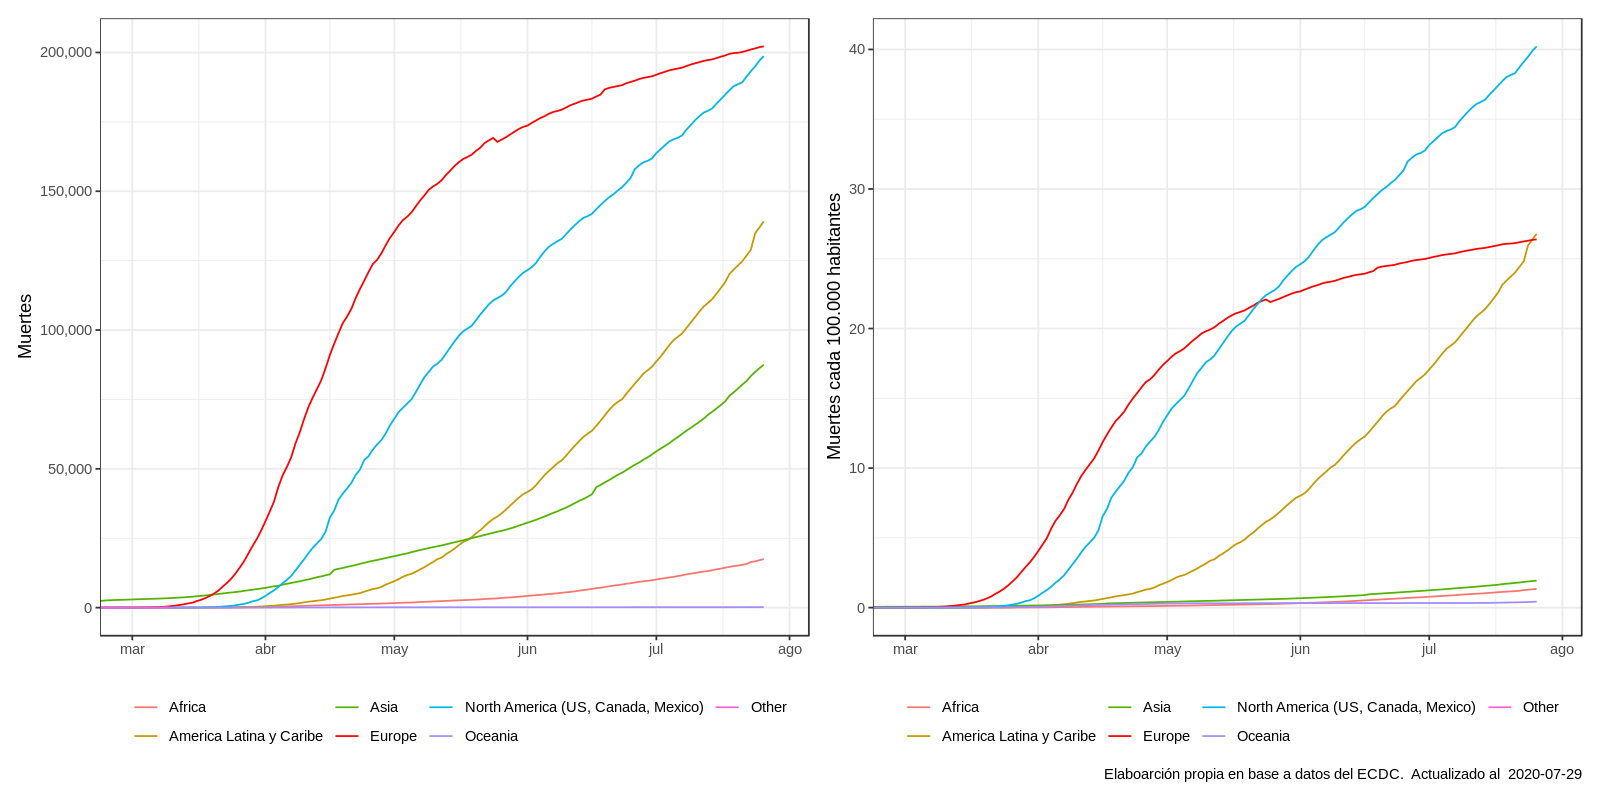 Muertes
200,000
150,000
100,000
50,000
0
mar abr may jun jul ago
Africa Asia North America (US, Canada, Mexico) Other
America Latina y Caribe Europe Oceania
Muertes cada 100.000 habitantes
40
30
20
10
0
mar abr may jun jul ago
Africa Asia North America (US, Canada, Mexico) Other
America Latina y Caribe Europe Oceania
Elaboarción propia en base a datos del ECDC. Actualizado al 2020-07-29